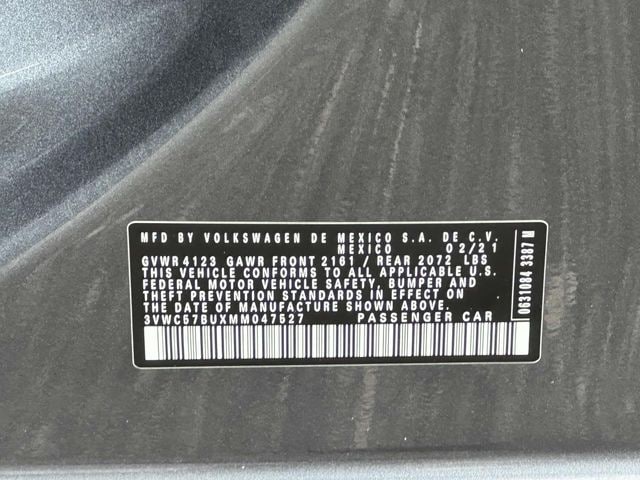 MFD BY VOLKSWAGEN DE MEXICO S.A. DE C.V.
MEXICO 02/21
GVWR 4123 GAWR FRONT 2161 / REAR 2072 LBS
THIS VEHICLE CONFORMS TO ALL APPLICABLE U.S.
FEDERAL MOTOR VEHICLE SAFETY, BUMPER AND
THEFT PREVENTION STANDARDS IN EFFECT ON
THE DATE OF MANUFACTURE SHOWN ABOVE.
3VWC57BUXMM047527 PASSENGER CAR
0631004 3387 M